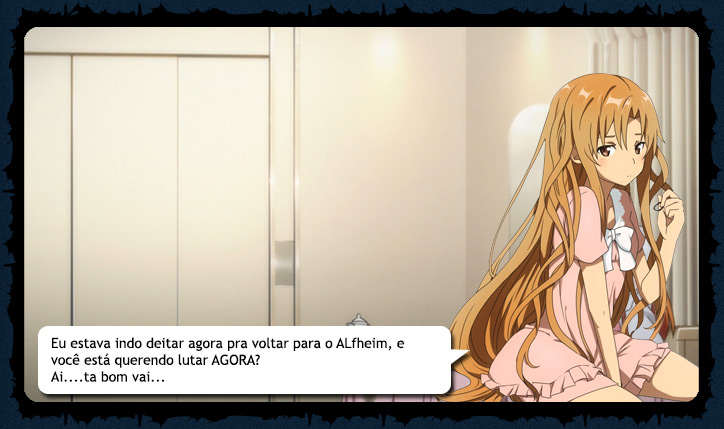 Eu estava indo deitar agora pra voltar para o ALfheim, e
você está querendo lutar AGORA?
Ai....ta bom vai...